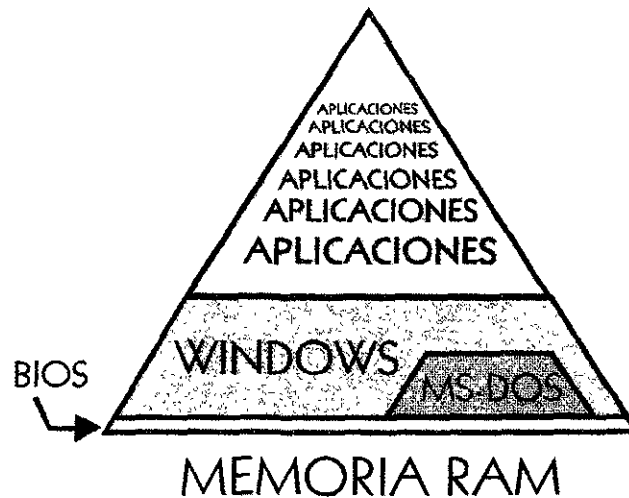 APLICACIONES
APLICACIONES
APLICACIONES
APLICACIONES
APLICACIONES
APLICACIONES
WINDOWS
MS-DOS
BIOS
MEMORIA RAM